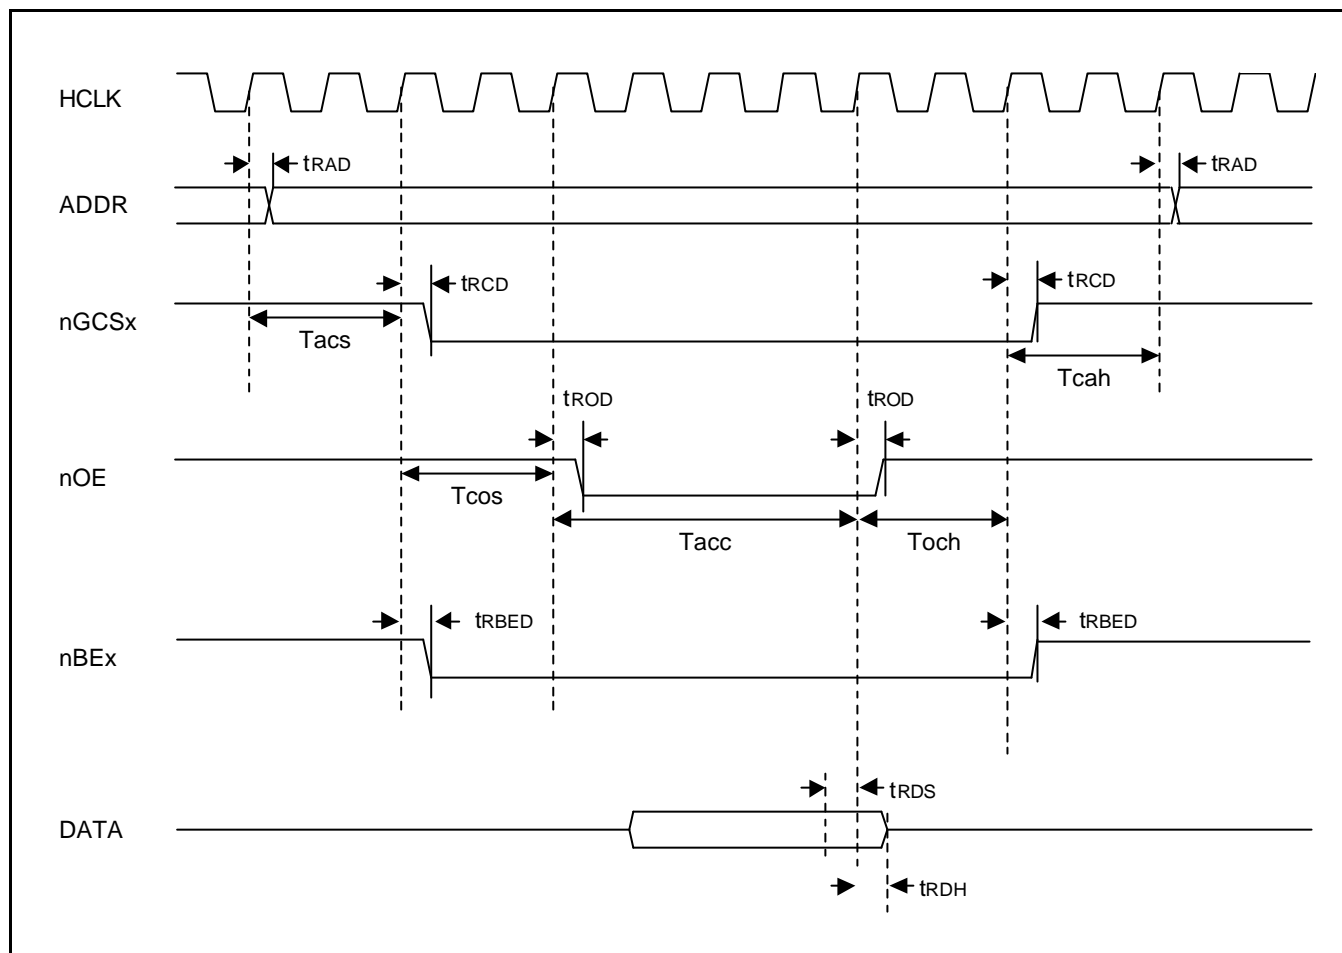 HCLK
tRAD
tRAD
ADDR
tRCD
tRCD
nGCSx
Tacs
Tcah
tROD
tROD
nOE
Tcos
Tacc
Toch
tRBED
tRBED
nBEx
tRDS
DATA
tRDH